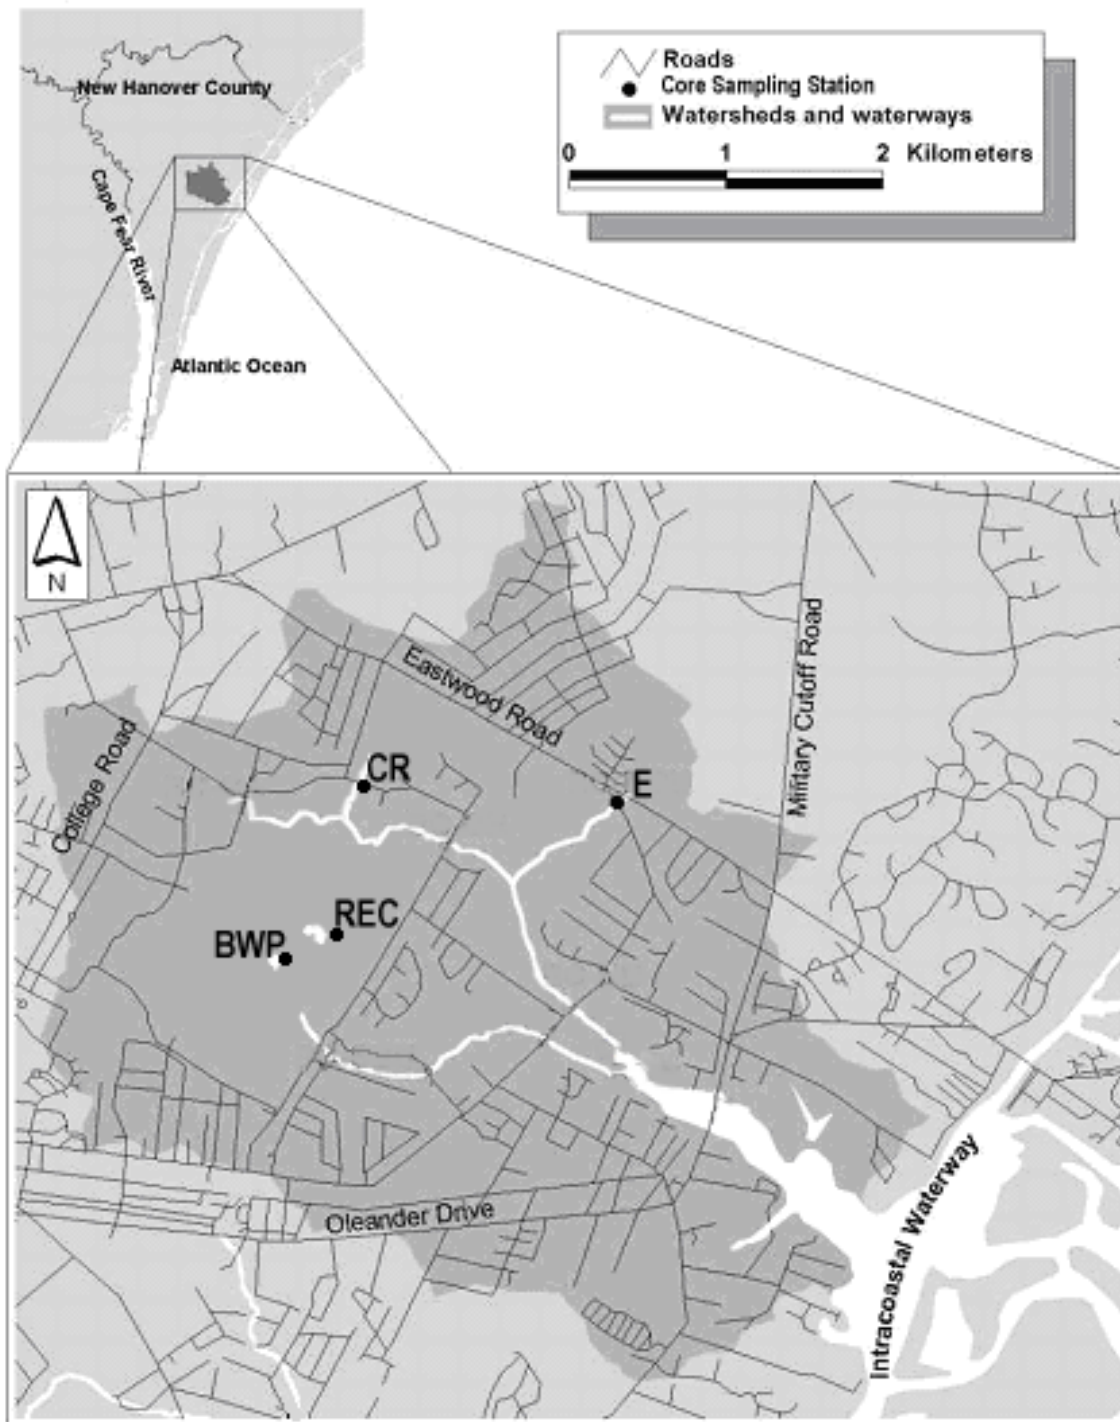 New Hanover County
Cape Fear River
Atlantic Ocean
Roads
Core Sampling Station
Watersheds and waterways
0 1 2 Kilometers
N
Eastwood Road
Military Cutoff Road
College Road
CR
E
REC
BWP
Oleander Drive
Intracoastal Waterway